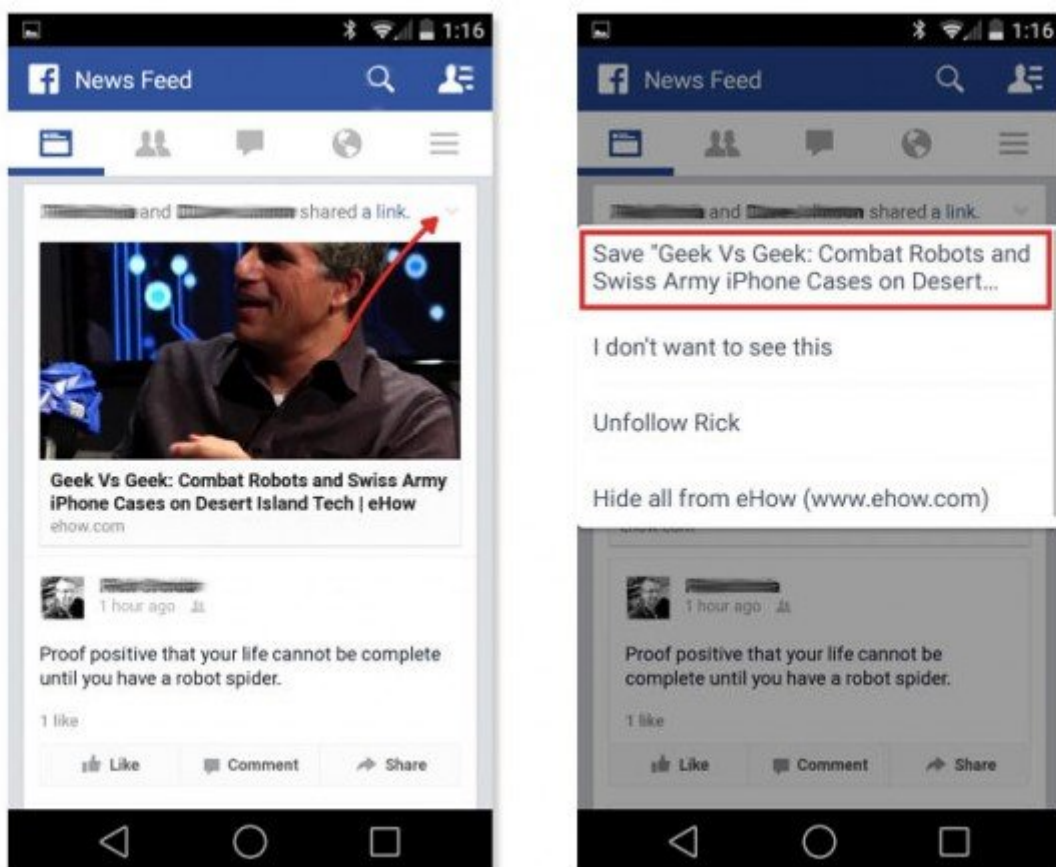 1:16
f News Feed
and shared a link.
Geek Vs Geek: Combat Robots and Swiss Army
iPhone Cases on Desert Island Tech | eHow
ehow.com
1 hour ago
Proof positive that your life cannot be complete
until you have a robot spider.
1 like
Like Comment Share
1:16
f News Feed
and shared a link.
Save "Geek Vs Geek: Combat Robots and
Swiss Army iPhone Cases on Desert...
I don't want to see this
Unfollow Rick
Hide all from eHow (www.ehow.com)
ehow.com
1 hour ago
Proof positive that your life cannot be
complete until you have a robot spider.
1 like
Like Comment Share